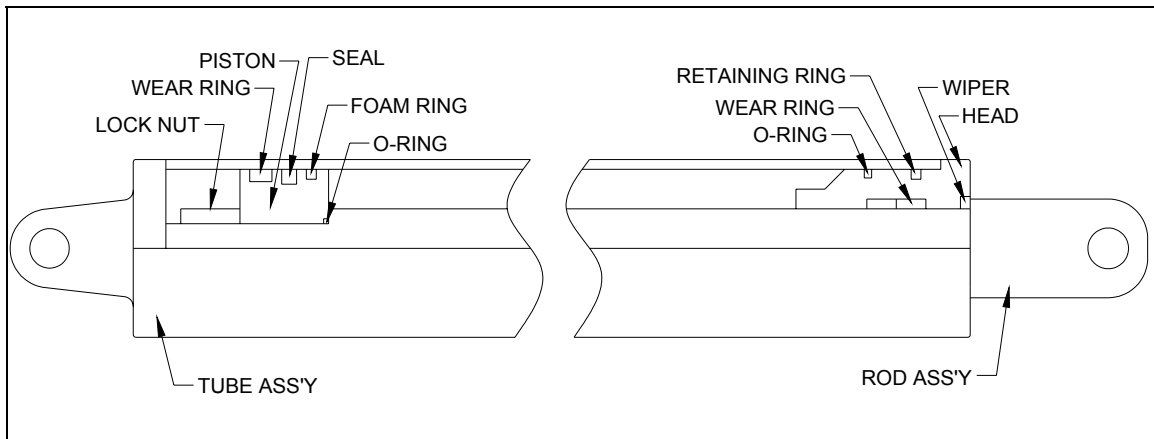 PISTON
SEAL
WEAR RING
FOAM RING
LOCK NUT
O-RING
RETAINING RING
WIPER
WEAR RING
HEAD
O-RING
TUBE ASS'Y
ROD ASS'Y